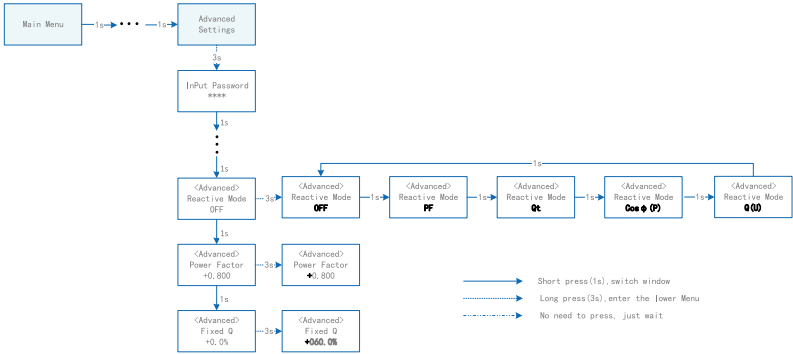 Main Menu
1s
1s
Advanced
Settings
3s
InPut Password
****
1s
1s
<Advanced>
Reactive Mode
OFF
3s
<Advanced>
Reactive Mode
OFF
1s
<Advanced>
Reactive Mode
PF
1s
<Advanced>
Reactive Mode
Qt
1s
<Advanced>
Reactive Mode
Cosφ(P)
1s
<Advanced>
Reactive Mode
Q(U)
1s
1s
<Advanced>
Power Factor
+0.800
3s
<Advanced>
Power Factor
+0.800
1s
<Advanced>
Fixed Q
+0.0%
3s
<Advanced>
Fixed Q
+060.0%
Short press(1s),switch window
Long press(3s),enter the lower Menu
No need to press, just wait